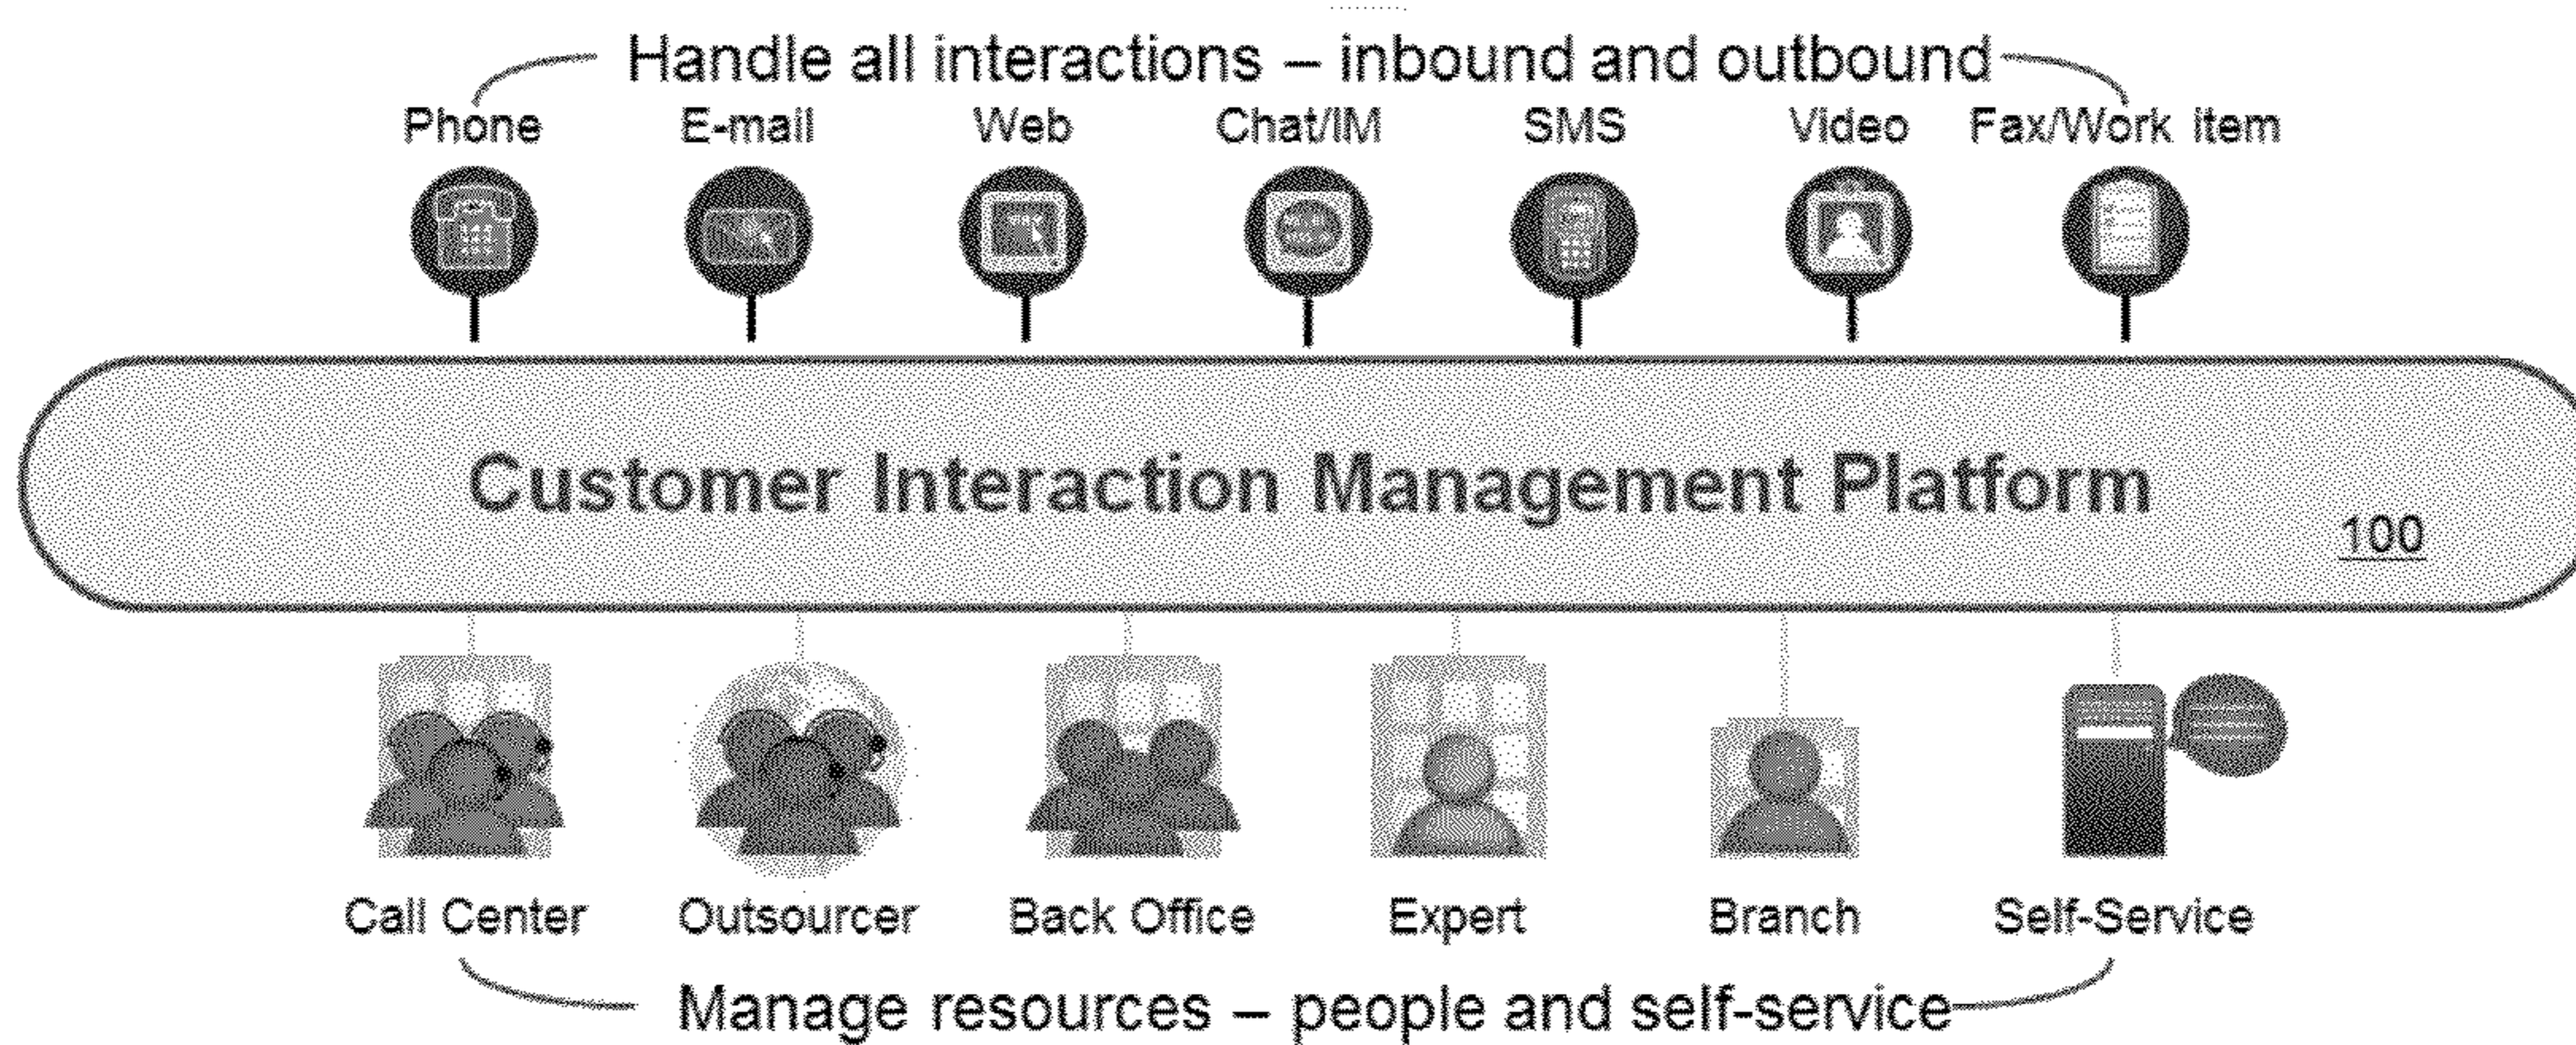 Handle all interactions – inbound and outbound
Phone E-mail Web Chat/IM SMS Video Fax/Work item
Customer Interaction Management Platform
100
Call Center Outsourcer Back Office Expert Branch Self-Service
Manage resources – people and self-service